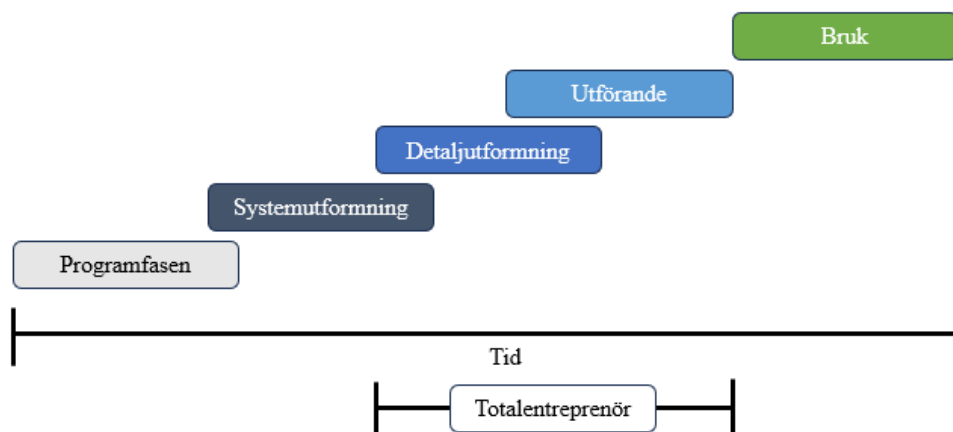 Bruk
Utförande
Detaljutformning
Systemutformning
Programfasen
Tid
Totalentreprenör